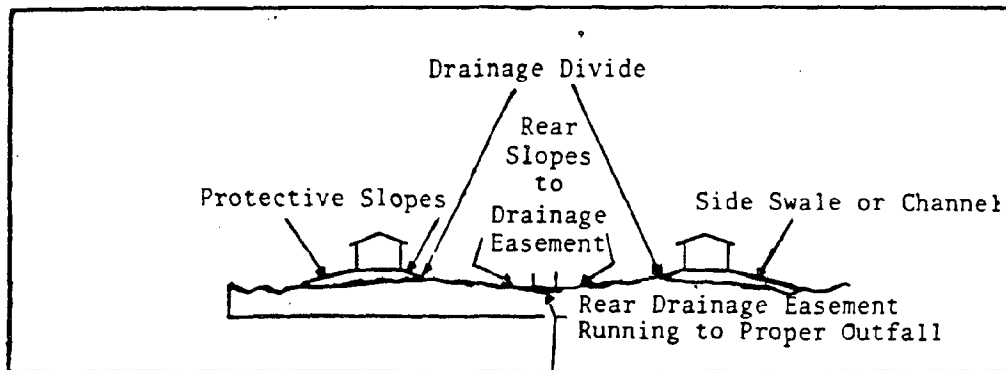 Drainage Divide
Rear
Slopes
to
Drainage
Easement
Protective Slopes
Side Swale or Channel
Rear Drainage Easement
Running to Proper Outfall